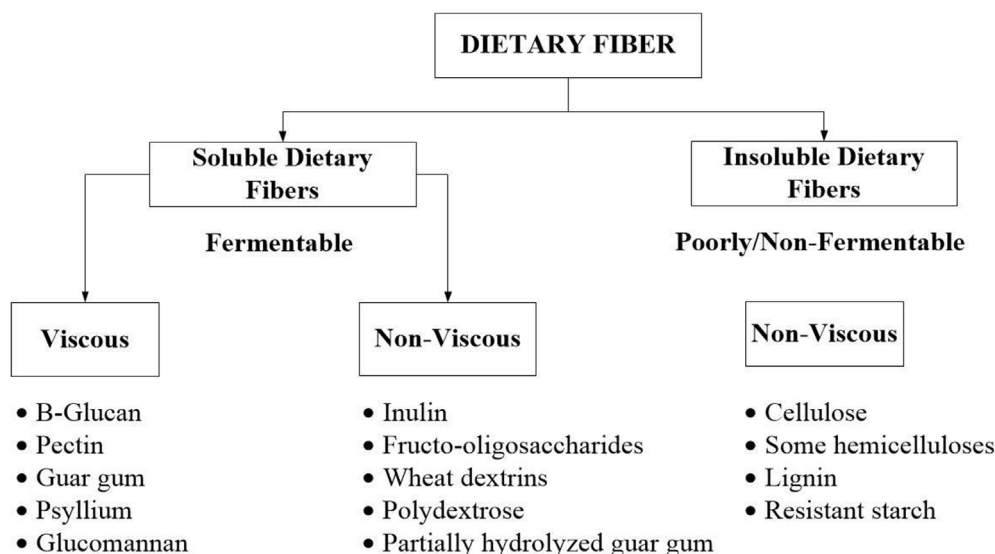 DIETARY FIBER
Soluble Dietary
Fibers
Insoluble Dietary
Fibers
Fermentable
Poorly/Non-Fermentable
Viscous
Non-Viscous
Non-Viscous
• B-Glucan
• Pectin
• Guar gum
• Psyllium
• Glucomannan
• Inulin
• Fructo-oligosaccharides
• Wheat dextrins
• Polydextrose
• Partially hydrolyzed guar gum
• Cellulose
• Some hemicelluloses
• Lignin
• Resistant starch